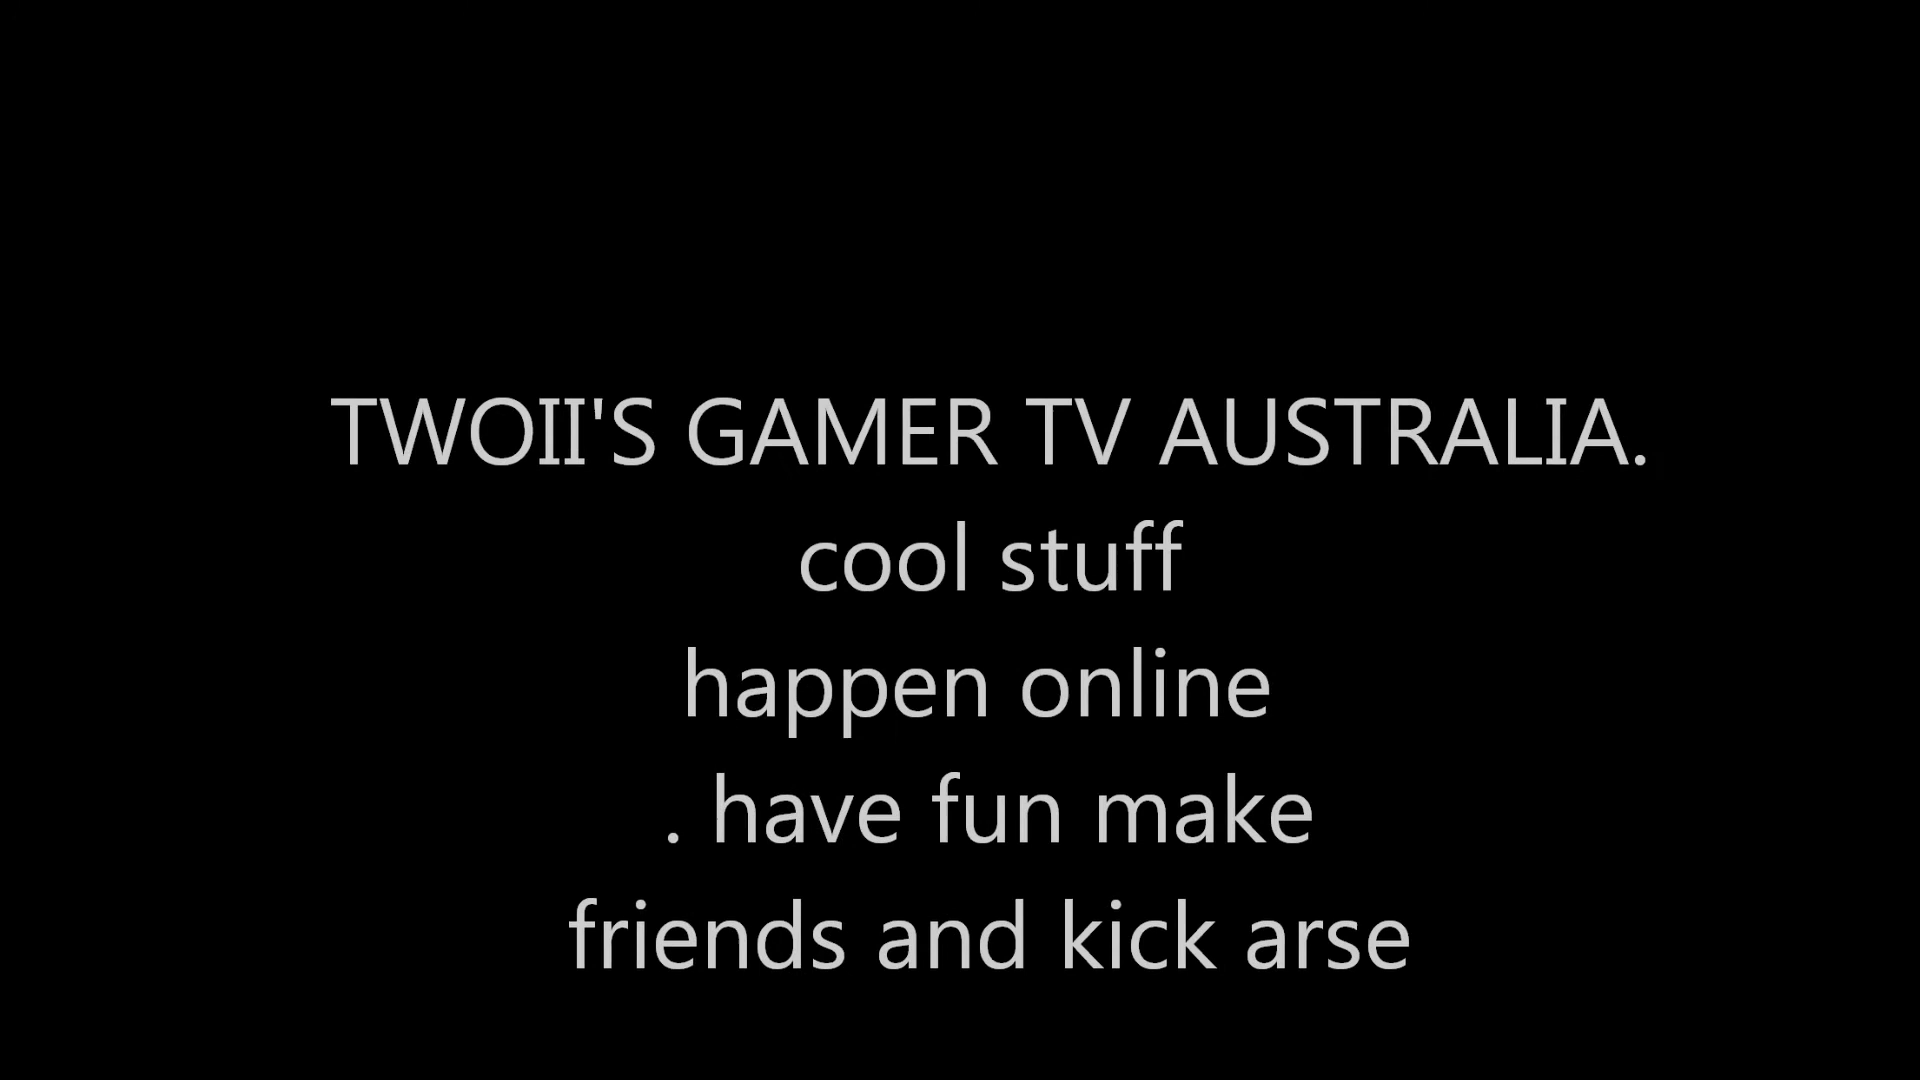 TWOII'S GAMER TV AUSTRALIA.
cool stuff
happen online
. have fun make
friends and kick arse